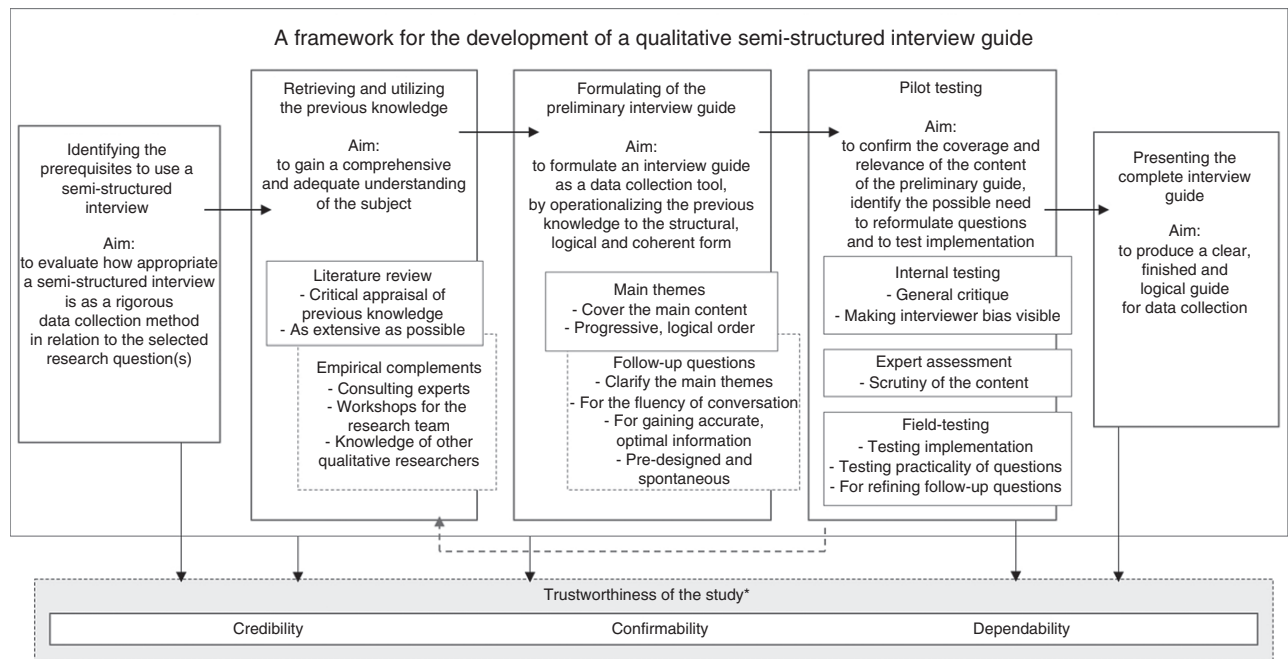 A framework for the development of a qualitative semi-structured interview guide
Identifying the
prerequisites to use a
semi-structured
interview
Aim:
to evaluate how appropriate
a semi-structured interview
is as a rigorous
data collection method
in relation to the selected
research question(s)
Retrieving and utilizing
the previous knowledge
Aim:
to gain a comprehensive
and adequate understanding
of the subject
Literature review
- Critical appraisal of
previous knowledge
- As extensive as possible
Empirical complements
- Consulting experts
- Workshops for the
research team
- Knowledge of other
qualitative researchers
Formulating of the
preliminary interview guide
Aim:
to formulate an interview guide
as a data collection tool,
by operationalizing the previous
knowledge to the structural,
logical and coherent form
Main themes
- Cover the main content
- Progressive, logical order
Follow-up questions
- Clarify the main themes
- For the fluency of conversation
- For gaining accurate,
optimal information
- Pre-designed and
spontaneous
Pilot testing
Aim:
to confirm the coverage and
relevance of the content
of the preliminary guide,
identify the possible need
to reformulate questions
and to test implementation
Internal testing
- General critique
- Making interviewer bias visible
Expert assessment
- Scrutiny of the content
Field-testing
- Testing implementation
- Testing practicality of questions
- For refining follow-up questions
Presenting the
complete interview
guide
Aim:
to produce a clear,
finished and
logical guide
for data collection
Trustworthiness of the study*
Credibility
Confirmability
Dependability